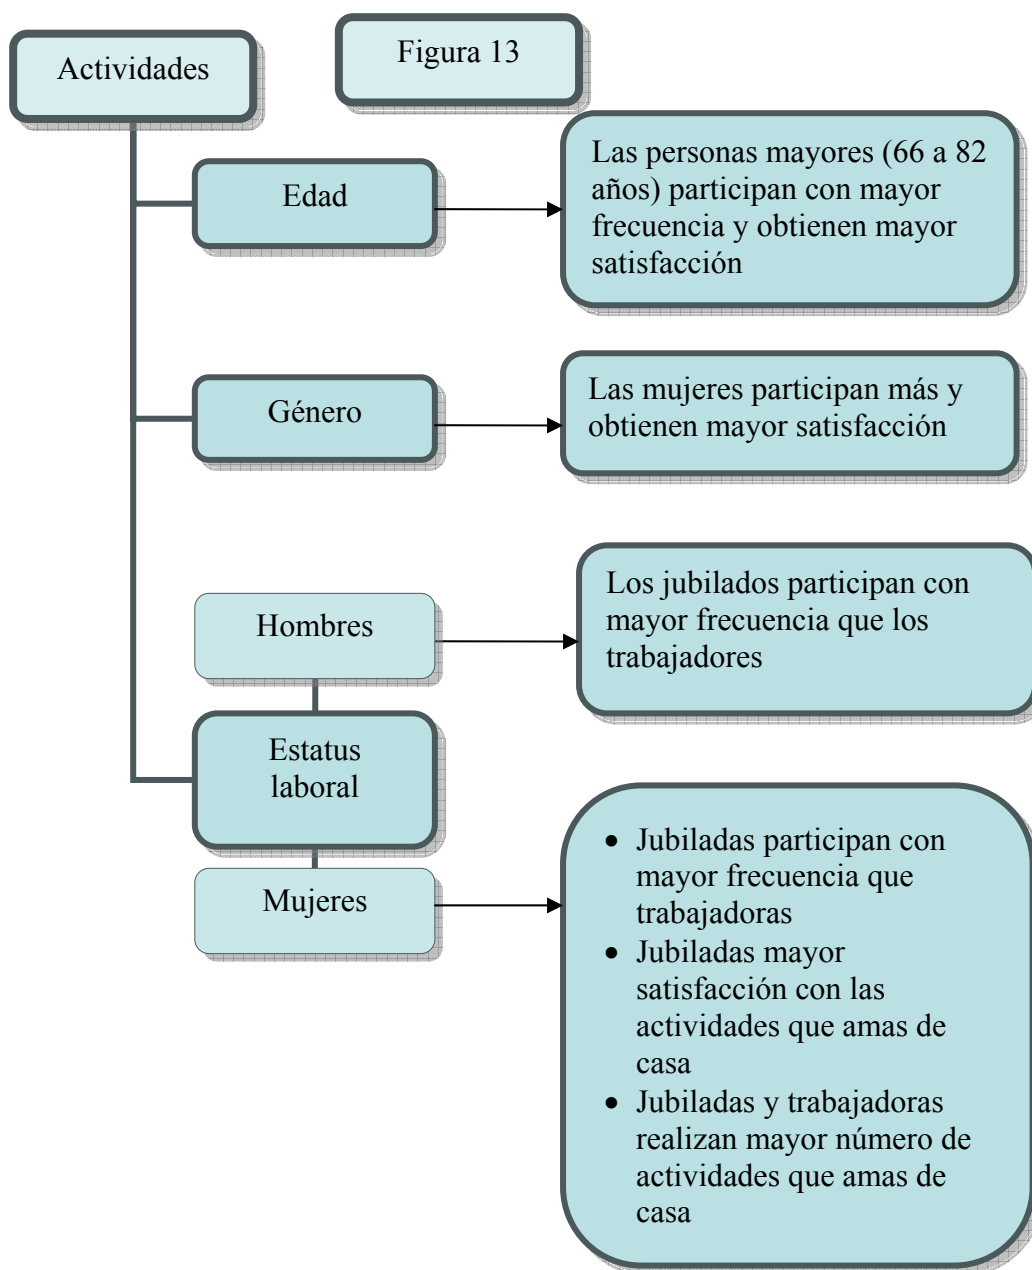 Actividades
Figura 13
Edad
Las personas mayores (66 a 82
años) participan con mayor
frecuencia y obtienen mayor
satisfacción
Género
Las mujeres participan más y
obtienen mayor satisfacción
Hombres
Los jubilados participan con
mayor frecuencia que los
trabajadores
Estatus
laboral
Mujeres
• Jubiladas participan con
mayor frecuencia que
trabajadoras
• Jubiladas mayor
satisfacción con las
actividades que amas de
casa
• Jubiladas y trabajadoras
realizan mayor número de
actividades que amas de
casa